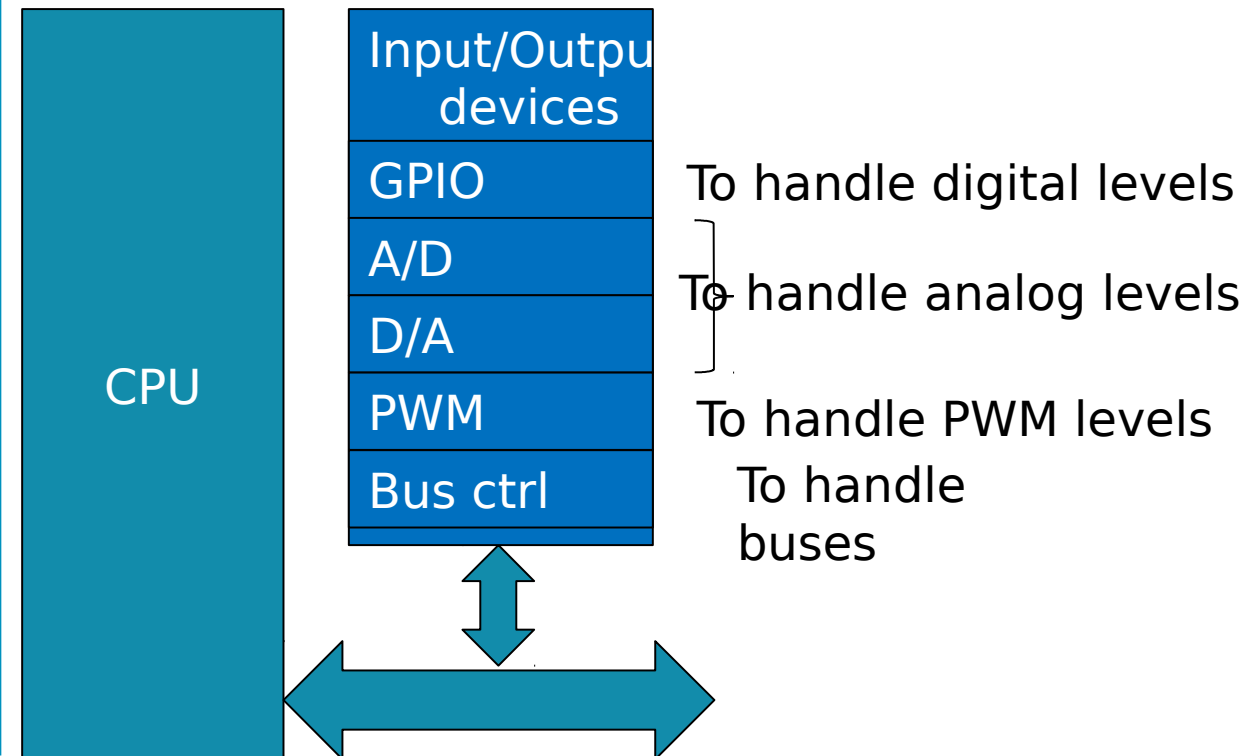 Input/Outpu
devices
GPIO
To handle digital levels
A/D
To handle analog levels
D/A
CPU
PWM
To handle PWM levels
Bus ctrl
To handle
buses